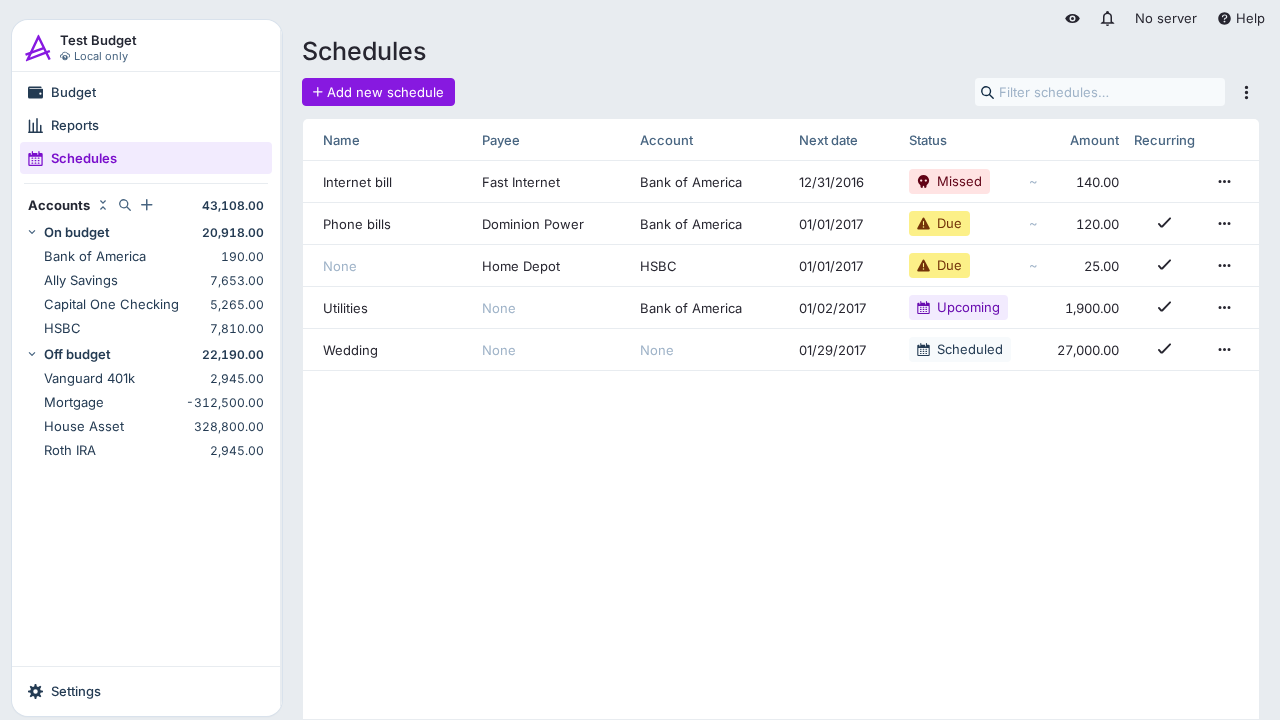 No server
Help
Test Budget
Local only
Budget
Reports
Schedules
Accounts 43,108.00
On budget 20,918.00
Bank of America 190.00
Ally Savings 7,653.00
Capital One Checking 5,265.00
HSBC 7,810.00
Off budget 22,190.00
Vanguard 401k 2,945.00
Mortgage -312,500.00
House Asset 328,800.00
Roth IRA 2,945.00
Settings
Schedules
Add new schedule
Filter schedules...
Name Payee Account Next date Status Amount Recurring
Internet bill Fast Internet Bank of America 12/31/2016 Missed ~ 140.00
Phone bills Dominion Power Bank of America 01/01/2017 Due ~ 120.00
None Home Depot HSBC 01/01/2017 Due ~ 25.00
Utilities None Bank of America 01/02/2017 Upcoming 1,900.00
Wedding None None 01/29/2017 Scheduled 27,000.00